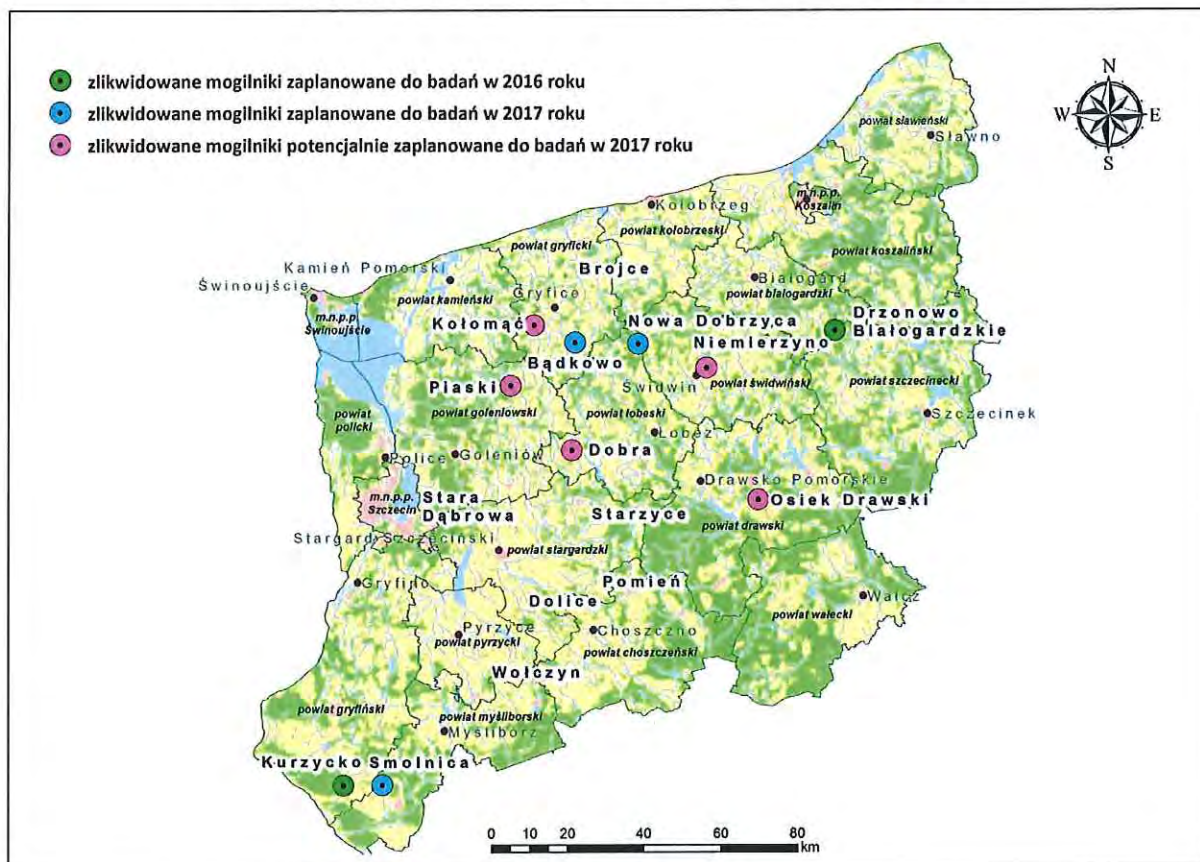 zlikwidowane mogilniki zaplanowane do badań w 2016 roku
zlikwidowane mogilniki zaplanowane do badań w 2017 roku
zlikwidowane mogilniki potencjalnie zaplanowane do badań w 2017 roku
N
W E
S
powiat sławieński
Sławno
m.n.p.p.
Koszalin
Kołobrzeg
powiat kołobrzeski
powiat gryficki
powiat koszaliński
Kamień Pomorski
Brojce
Białogard
powiat białogardzki
Świnoujście
powiat kamieński
Gryfice
m.n.p.p
Świnoujście
Kołomąć
Nowa Dobrzyca
Drzonowo
Białogardzkie
Niemierzyno
Bądkowo
Świdwin
powiat świdwiński
powiat szczecinecki
Piaski
powiat goleniowski
powiat łobeski
powiat
policki
Szczecinek
Łobez
Dobra
Police
Goleniów
Drawsko Pomorskie
m.n.p.p.
Szczecin
Stara
Dąbrowa
Osiek Drawski
Starzyce
powiat drawski
Stargard Szczeciński
powiat stargardzki
Gryfino
Pomień
Dolice
Wałcz
powiat wałecki
Pyrzyce
powiat pyrzycki
Choszczno
powiat choszczeński
Wołczyn
powiat gryfiński
powiat myśliborski
Myślibórz
Kurzycko
Smolnica
0 5 10 20 40 60 80
km